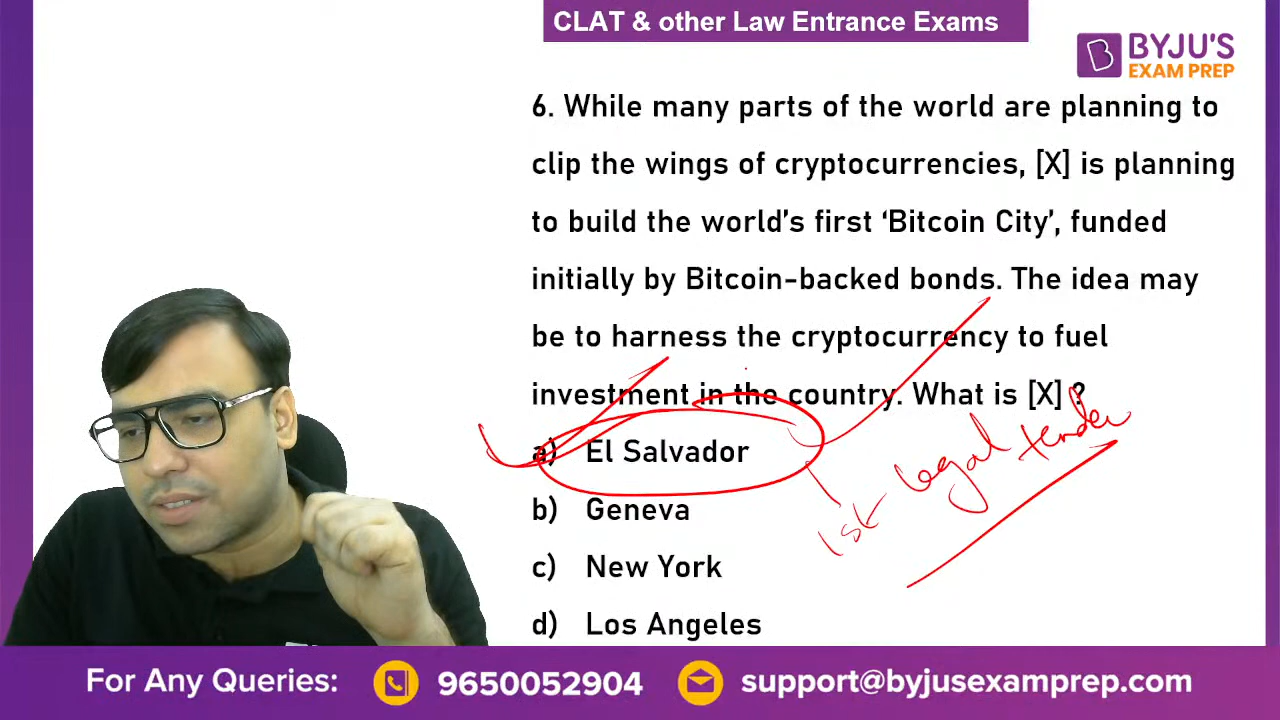 CLAT & other Law Entrance Exams
BYJU'S
EXAM PREP
6. While many parts of the world are planning to
clip the wings of cryptocurrencies, [X] is planning
to build the world's first ‘Bitcoin City’, funded
initially by Bitcoin-backed bonds. The idea may
be to harness the cryptocurrency to fuel
investment in the country. What is [X] ?
a) El Salvador
1st legal tender
b) Geneva
c) New York
d) Los Angeles
For Any Queries: 9650052904 support@byjusexamprep.com